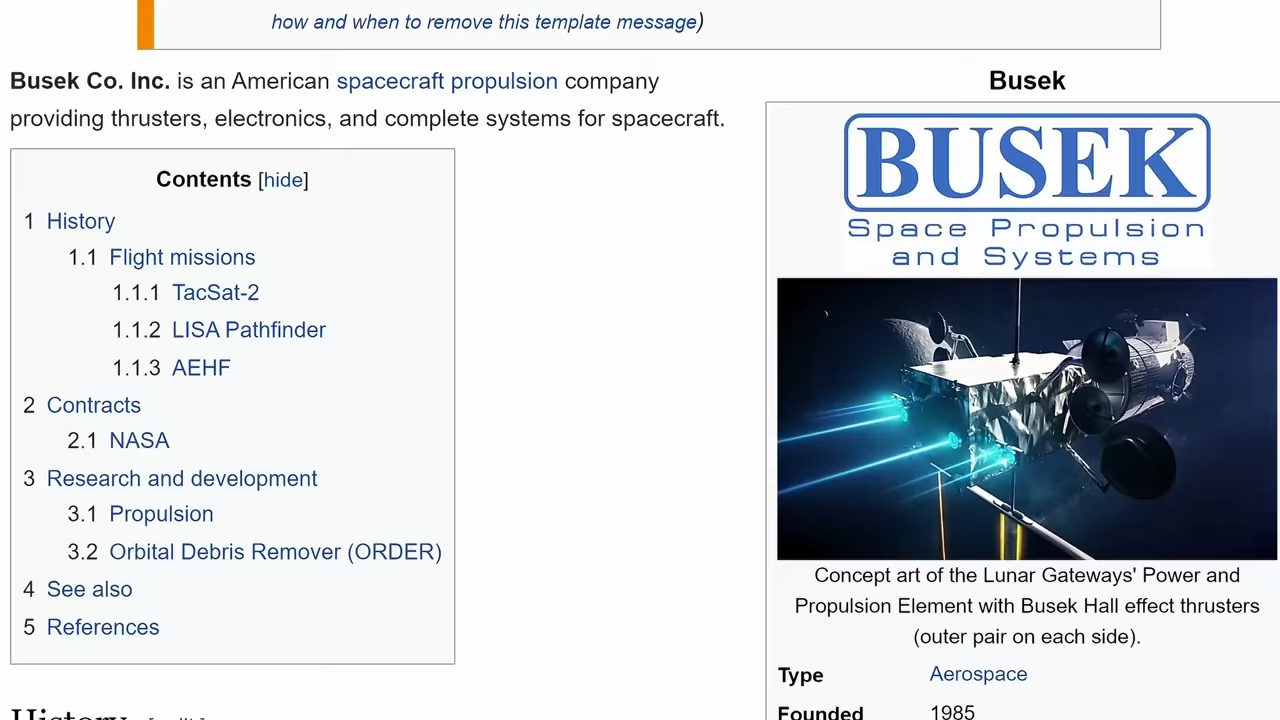 how and when to remove this template message)
Busek Co. Inc. is an American spacecraft propulsion company
providing thrusters, electronics, and complete systems for spacecraft.
Contents [hide]
1 History
1.1 Flight missions
1.1.1 TacSat-2
1.1.2 LISA Pathfinder
1.1.3 AEHF
2 Contracts
2.1 NASA
3 Research and development
3.1 Propulsion
3.2 Orbital Debris Remover (ORDER)
4 See also
5 References
History
Busek
BUSEK
Space Propulsion
and Systems
Concept art of the Lunar Gateways' Power and
Propulsion Element with Busek Hall effect thrusters
(outer pair on each side).
Type Aerospace
Founded 1985